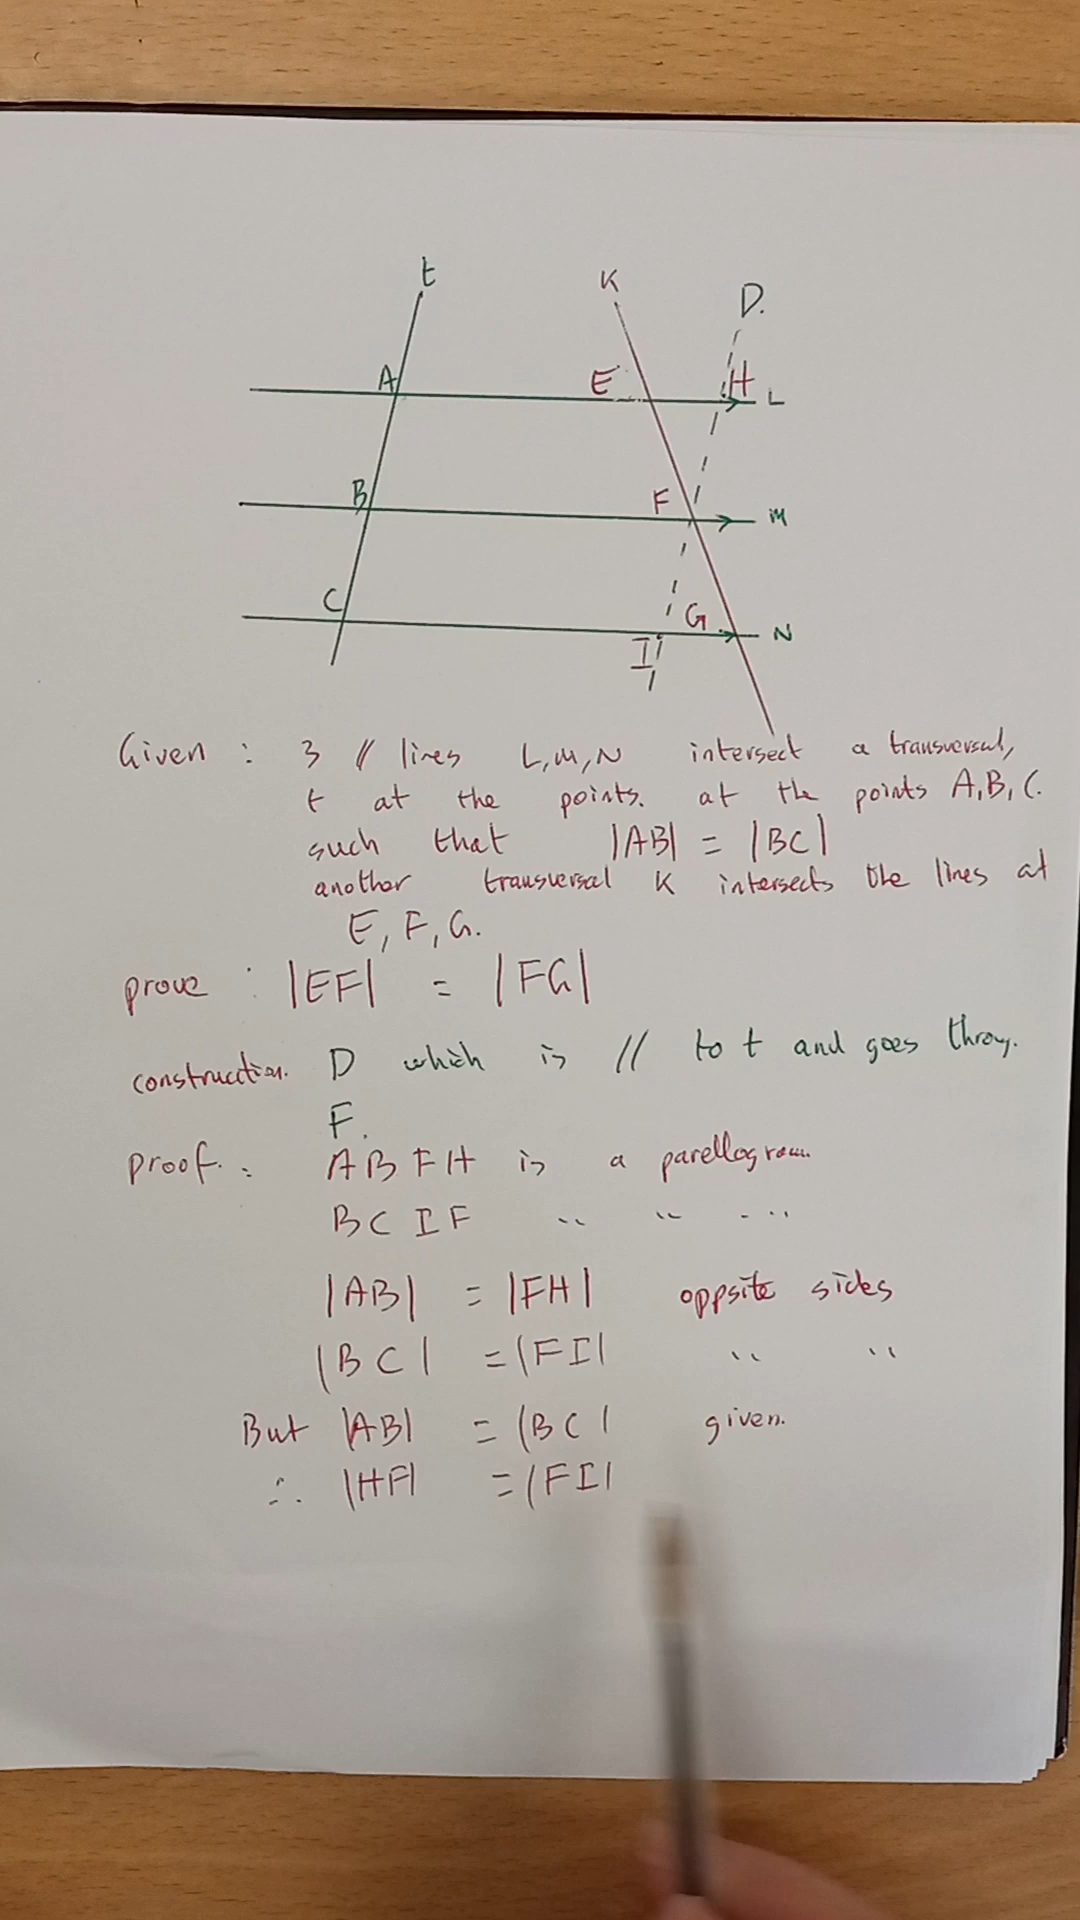 t K D.
A E H L
B F M
C G N
I
Given : 3 // lines L,M,N intersect a transversal,
t at the points. at the points A,B,C.
such that |AB| = |BC|
another transversal K intersects the lines at
E, F, G.
prove : |EF| = |FG|
construction. D which is // to t and goes throg.
F.
Proof. : ABFH is a parellogram
BCIF " " - "
|AB| = |FH| oppsite sides
|BC| = |FI| " "
But |AB| = |BC| given.
∴ |HF| = |FI|